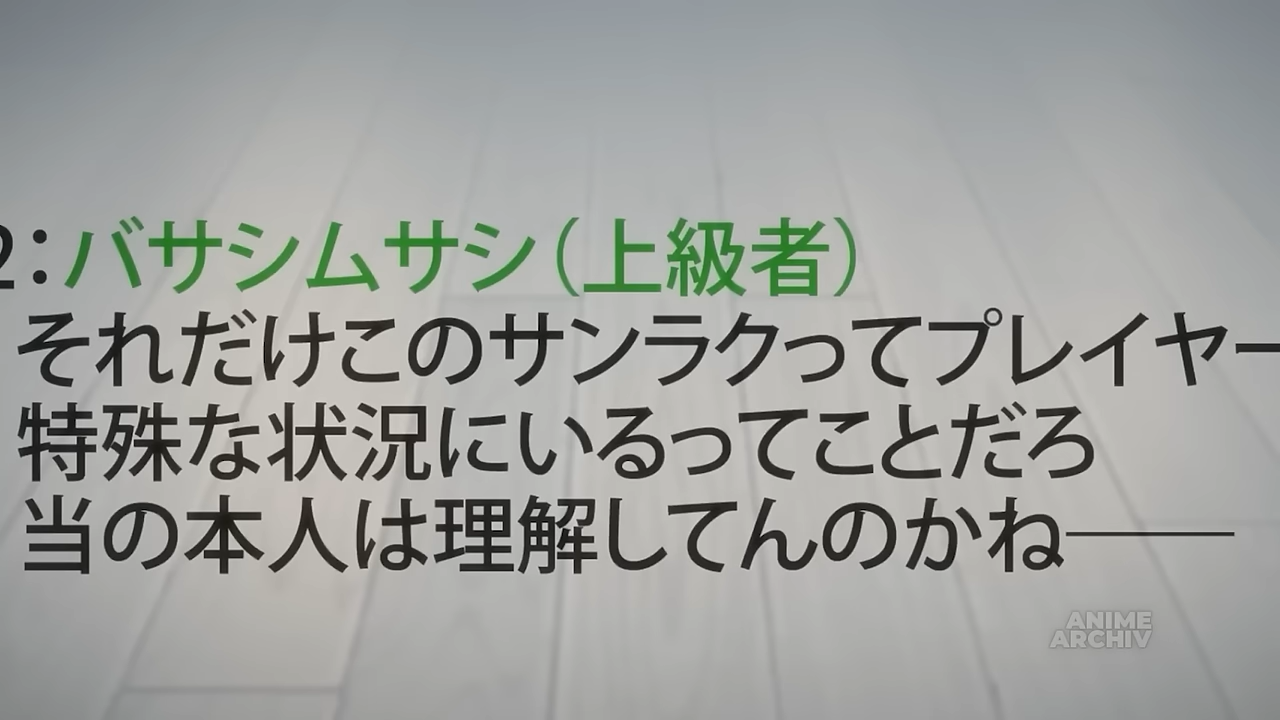 2：バサシムサシ（上級者）
それだけこのサンラクってプレイヤー
特殊な状況にいるってことだろ
当の本人は理解してんのかね――
ANIME
ARCHIV